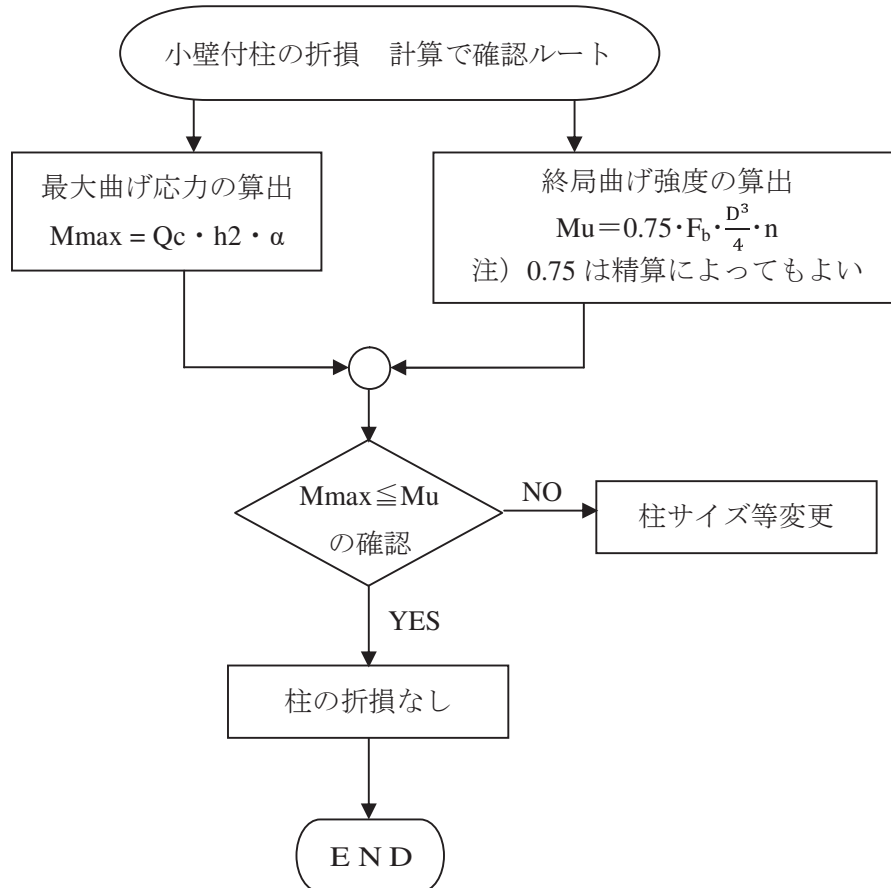 小壁付柱の折損　計算で確認ルート
最大曲げ応力の算出
Mmax = Qc・h2・α
終局曲げ強度の算出
Mu＝0.75・F_b・D³/4・n
注）0.75 は精算によってもよい
Mmax≦Mu
の確認
NO
柱サイズ等変更
YES
柱の折損なし
E N D